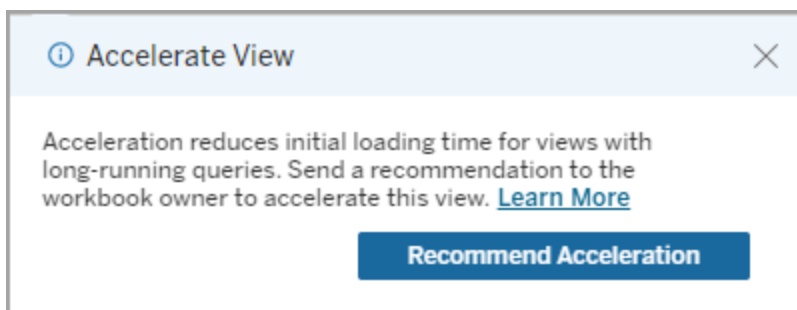 Accelerate View
Acceleration reduces initial loading time for views with
long-running queries. Send a recommendation to the
workbook owner to accelerate this view. Learn More
Recommend Acceleration